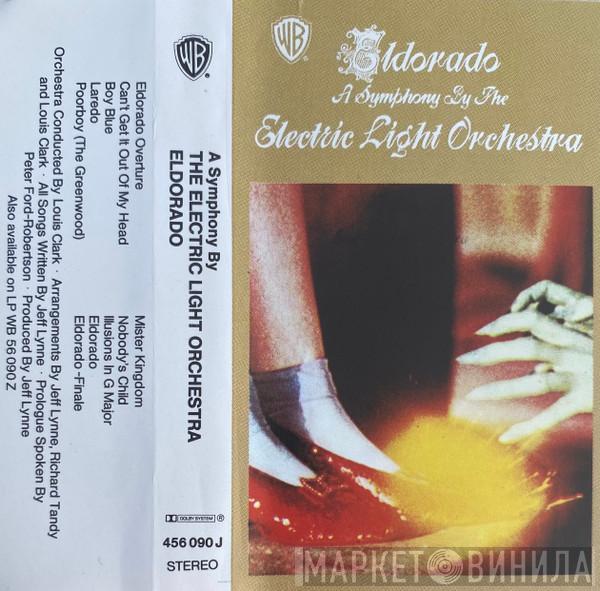 Eldorado Overture
Can't Get It Out Of My Head
Boy Blue
Laredo
Poorboy (The Greenwood)
Mister Kingdom
Nobody's Child
Illusions In G Major
Eldorado
Eldorado-Finale
Orchestra Conducted By Louis Clark · Arrangements By Jeff Lynne, Richard Tandy
and Louis Clark · All Songs Written By Jeff Lynne · Prologue Spoken By
Peter Ford-Robertson · Produced By Jeff Lynne
Also available on LP WB 56 090 Z
WB
A Symphony By
THE ELECTRIC LIGHT ORCHESTRA
ELDORADO
DOLBY SYSTEM ®
456 090 J
STEREO
WB
Eldorado
A Symphony By The
Electric Light Orchestra
МАРКЕТ ВИНИЛА